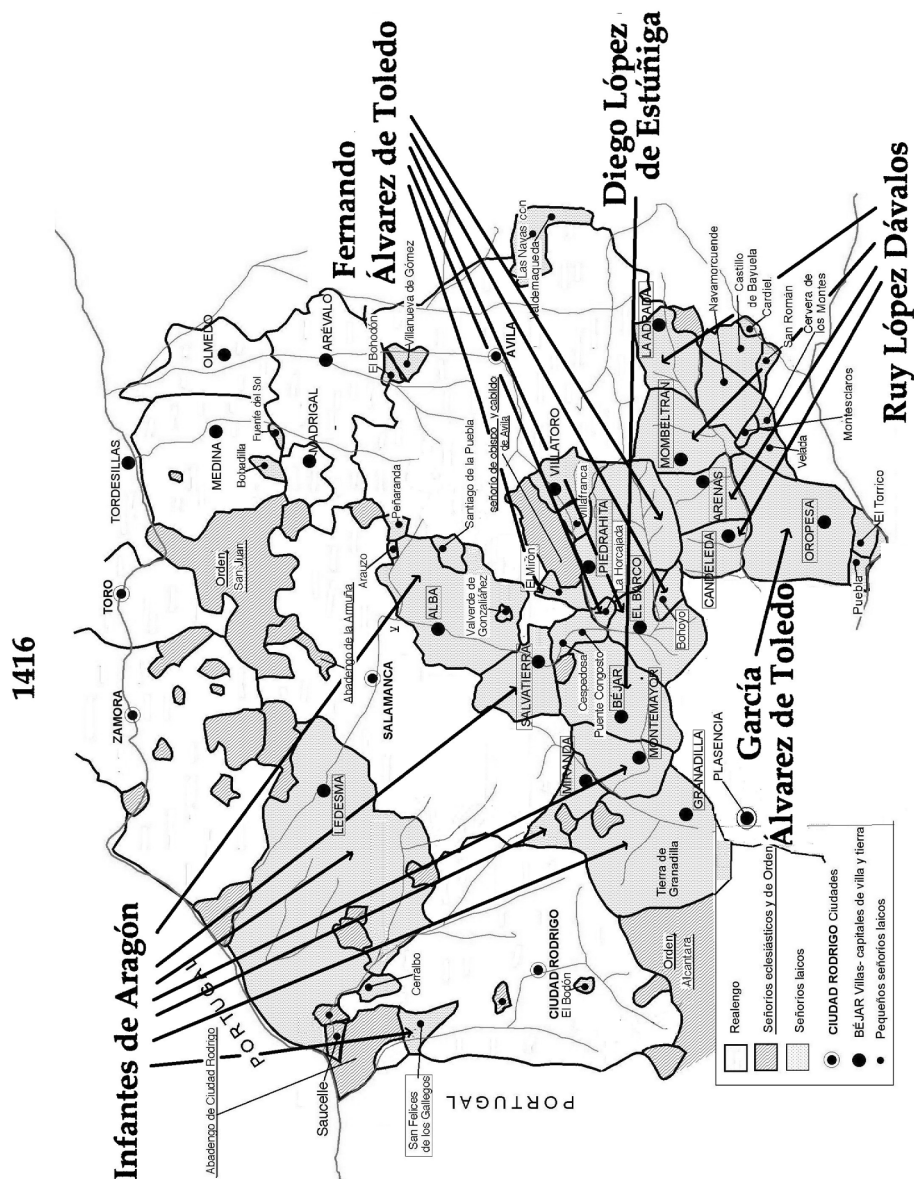 1416
Infantes de Aragón
Fernando
Álvarez de Toledo
Diego López
de Estúñiga
Ruy López Dávalos
García
Álvarez de Toledo
PORTUGAL
PORTUGAL
ZAMORA
TORO
TORDESILLAS
OLMEDO
MEDINA
Bobadilla
Fuente del Sol
MADRIGAL
ARÉVALO
Orden
San Juan
El Bohodón
Villanueva de Gómez
Peñaranda
Arauzo
Abadengo de la Armuña
y
Santiago de la Puebla
señorio de obispo y cabildo
de Avila
AVILA
Las Navas con
Valdemaqueda
SALAMANCA
ALBA
Valverde de
Gonzaliáñez
LEDESMA
SALVATIERRA
El Mirón
VILLATORO
Villafranca
PIEDRAHITA
La Horcajada
Cespedosa
Puente Congosto
EL BARCO
Bohoyo
BÉJAR
MONTEMAYOR
MIRANDA
GRANADILLA
Tierra de
Granadilla
PLASENCIA
Cerralbo
Saucelle
Abadengo de Ciudad Rodrigo
San Felices
de los Gallegos
CIUDAD RODRIGO
El Bodón
Orden
Alcantara
LA ADRADA
MOMBELTRÁN
ARENAS
CANDELEDA
OROPESA
Navamorcuende
Castillo
de Bayuela
Cardiel
San Román
Cervera de
los Montes
Montesclaros
Velada
El Torrico
Puebla
Realengo
Señorios eclesiásticos y de Orden
Señorios laicos
CIUDAD RODRIGO Ciudades
BÉJAR Villas- capitales de villa y tierra
Pequeños señorios laicos